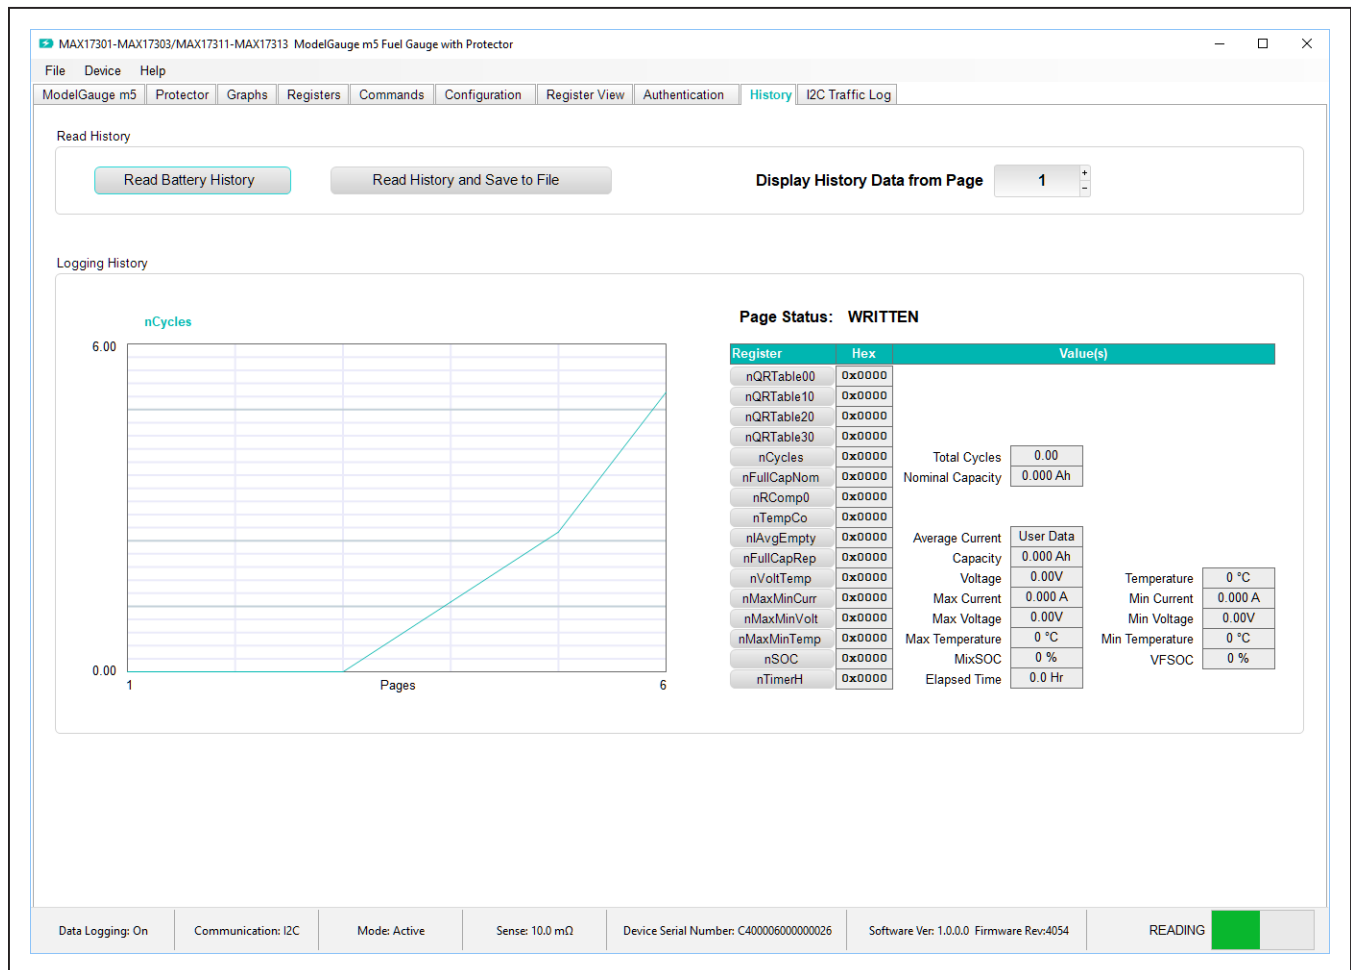 MAX17301-MAX17303/MAX17311-MAX17313 ModelGauge m5 Fuel Gauge with Protector
File Device Help
ModelGauge m5 Protector Graphs Registers Commands Configuration Register View Authentication History I2C Traffic Log
Read History
Read Battery History Read History and Save to File Display History Data from Page 1 + -
Logging History
Page Status: WRITTEN
nCycles
6.00
0.00
1 Pages 6
Register Hex Value(s)
nQRTable00 0x0000
nQRTable10 0x0000
nQRTable20 0x0000
nQRTable30 0x0000
nCycles 0x0000 Total Cycles 0.00
nFullCapNom 0x0000 Nominal Capacity 0.000 Ah
nRComp0 0x0000
nTempCo 0x0000
nIAvgEmpty 0x0000 Average Current User Data
nFullCapRep 0x0000 Capacity 0.000 Ah
nVoltTemp 0x0000 Voltage 0.00V Temperature 0 °C
nMaxMinCurr 0x0000 Max Current 0.000 A Min Current 0.000 A
nMaxMinVolt 0x0000 Max Voltage 0.00V Min Voltage 0.00V
nMaxMinTemp 0x0000 Max Temperature 0 °C Min Temperature 0 °C
nSOC 0x0000 MixSOC 0 % VFSOC 0 %
nTimerH 0x0000 Elapsed Time 0.0 Hr
Data Logging: On Communication: I2C Mode: Active Sense: 10.0 mΩ Device Serial Number: C400006000000026 Software Ver: 1.0.0.0 Firmware Rev:4054 READING